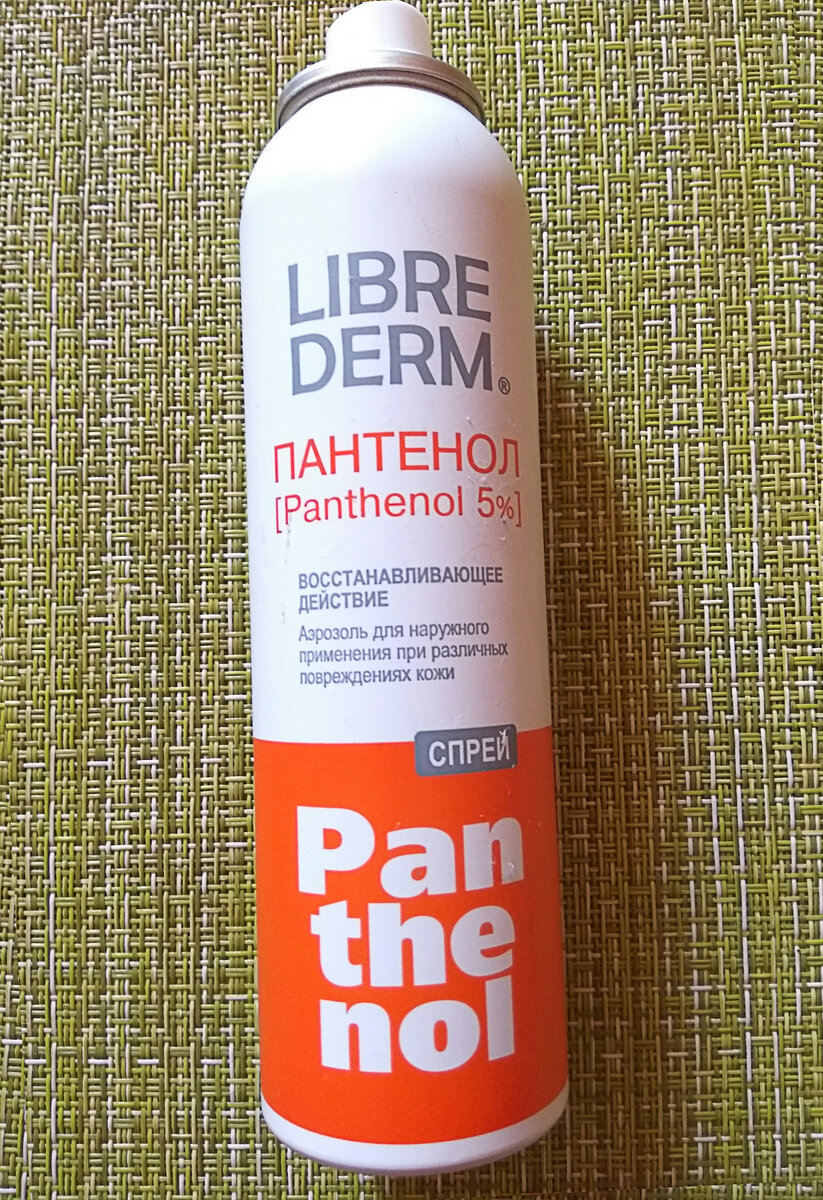 LIBRE
DERM®
ПАНТЕНОЛ
[Panthenol 5%]
ВОССТАНАВЛИВАЮЩЕЕ
ДЕЙСТВИЕ
Аэрозоль для наружного
применения при различных
повреждениях кожи
СПРЕЙ
Pan
the
nol